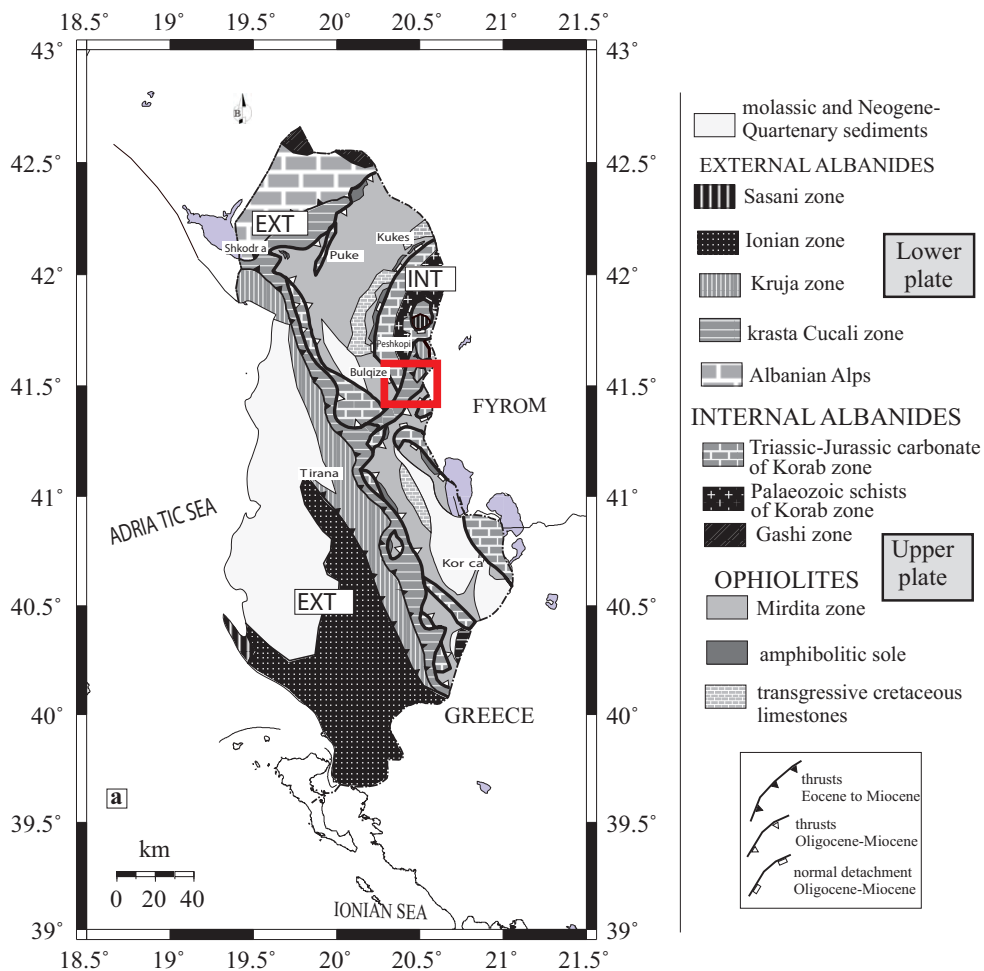 18.5° 19° 19.5° 20° 20.5° 21° 21.5°
43° 43°
42.5° 42.5°
42° 42°
41.5° 41.5°
41° 41°
40.5° 40.5°
40° 40°
39.5° 39.5°
39° 39°
18.5° 19° 19.5° 20° 20.5° 21° 21.5°
B
EXT
Shkodr a
Puke
Kukes
INT
Peshkopi
Bulqize
FYROM
Tirana
ADRIA TIC SEA
Kor ca
EXT
GREECE
a
km
0 20 40
IONIAN SEA
molassic and Neogene-
Quartenary sediments
EXTERNAL ALBANIDES
Sasani zone
Ionian zone
Lower
plate
Kruja zone
krasta Cucali zone
Albanian Alps
INTERNAL ALBANIDES
Triassic-Jurassic carbonate
of Korab zone
Palaeozoic schists
of Korab zone
Gashi zone
Upper
plate
OPHIOLITES
Mirdita zone
amphibolitic sole
transgressive cretaceous
limestones
thrusts
Eocene to Miocene
thrusts
Oligocene-Miocene
normal detachment
Oligocene-Miocene